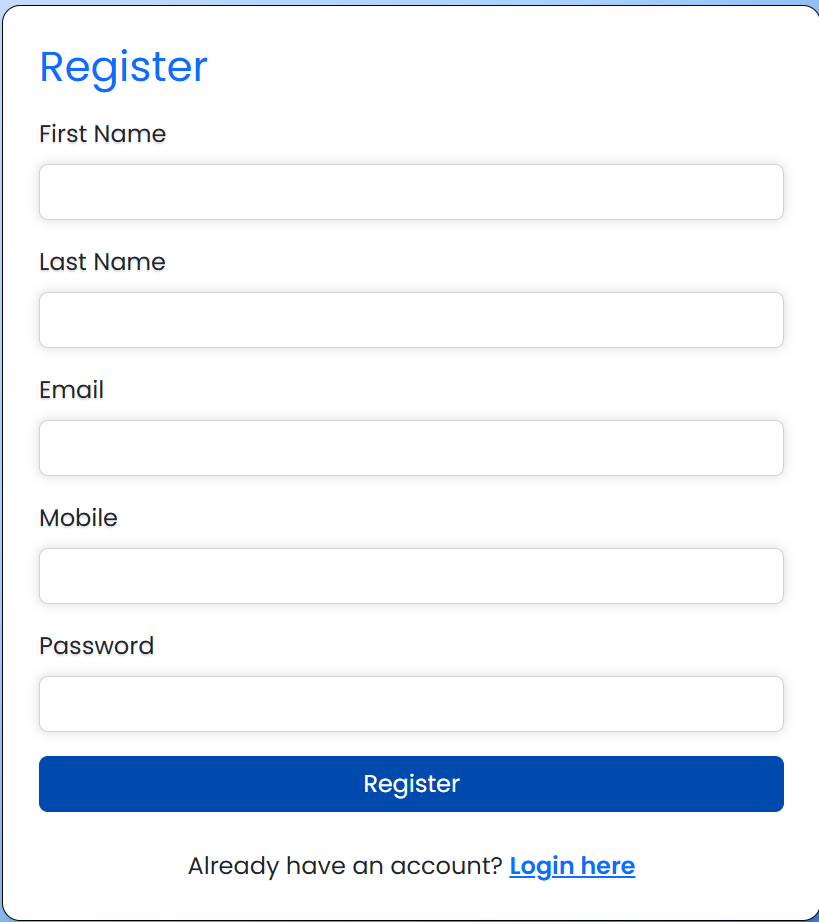 Register
First Name
Last Name
Email
Mobile
Password
Register
Already have an account? Login here